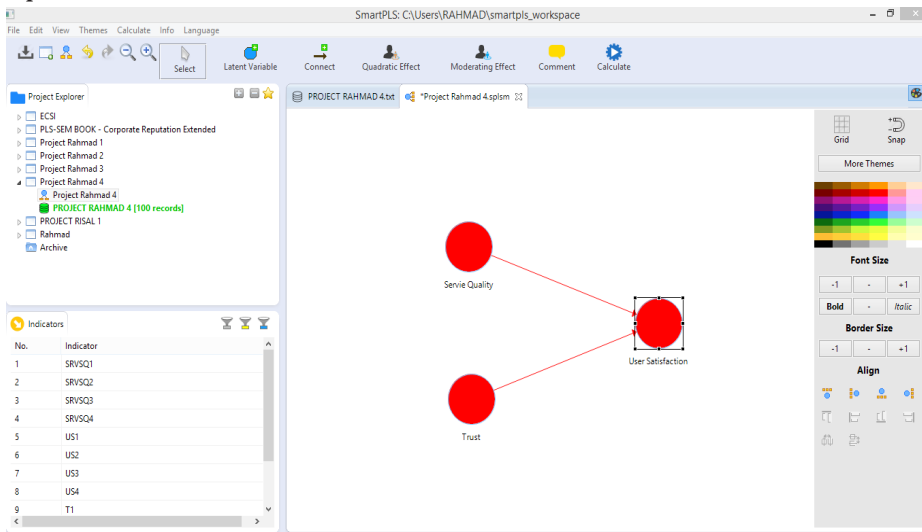 SmartPLS: C:\Users\RAHMAD\smartpls_workspace
File Edit View Themes Calculate Info Language
Select
Latent Variable
Connect
Quadratic Effect
Moderating Effect
Comment
Calculate
Project Explorer
ECSI
PLS-SEM BOOK - Corporate Reputation Extended
Project Rahmad 1
Project Rahmad 2
Project Rahmad 3
Project Rahmad 4
Project Rahmad 4
PROJECT RAHMAD 4 [100 records]
PROJECT RISAL 1
Rahmad
Archive
Indicators
No. Indicator
1 SRVSQ1
2 SRVSQ2
3 SRVSQ3
4 SRVSQ4
5 US1
6 US2
7 US3
8 US4
9 T1
PROJECT RAHMAD 4.txt
*Project Rahmad 4.splsm
Servie Quality
User Satisfaction
Trust
Grid Snap
More Themes
Font Size
-1 - +1
Bold - Italic
Border Size
-1 - +1
Align